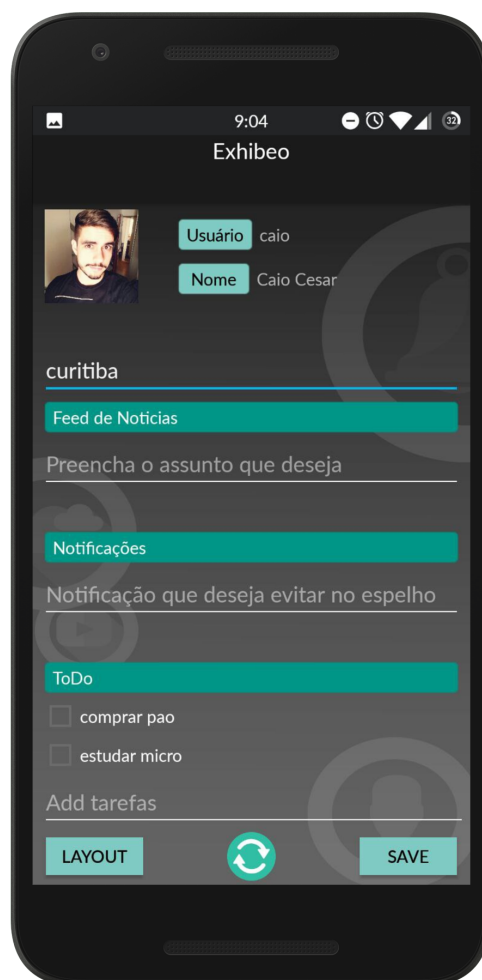 9:04
32
Exhibeo
Usuário caio
Nome Caio Cesar
curitiba
Feed de Noticias
Preencha o assunto que deseja
Notificações
Notificação que deseja evitar no espelho
ToDo
comprar pao
estudar micro
Add tarefas
LAYOUT SAVE